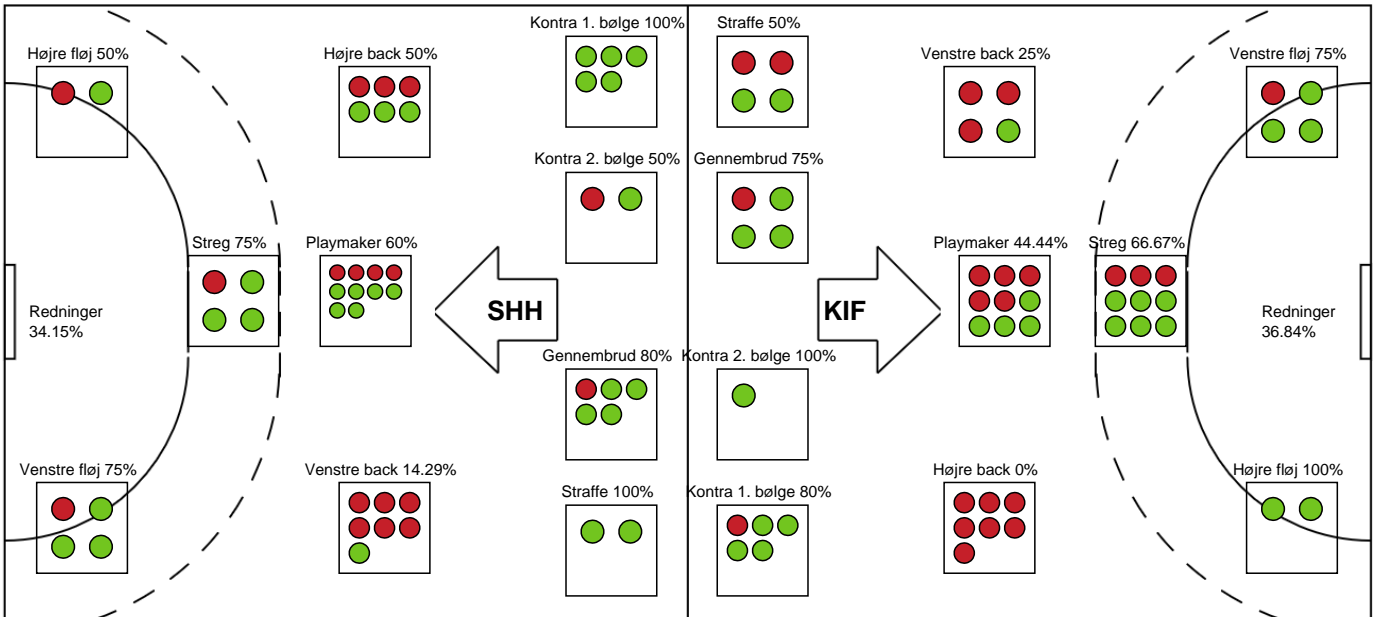 Kontra 1. bølge 100%
Straffe 50%
Højre fløj 50%
Højre back 50%
Venstre back 25%
Venstre fløj 75%
Kontra 2. bølge 50%
Gennembrud 75%
Streg 75%
Playmaker 60%
Playmaker 44.44%
Streg 66.67%
Redninger
34.15%
SHH
KIF
Redninger
36.84%
Gennembrud 80%
Kontra 2. bølge 100%
Venstre fløj 75%
Venstre back 14.29%
Straffe 100%
Kontra 1. bølge 80%
Højre back 0%
Højre fløj 100%